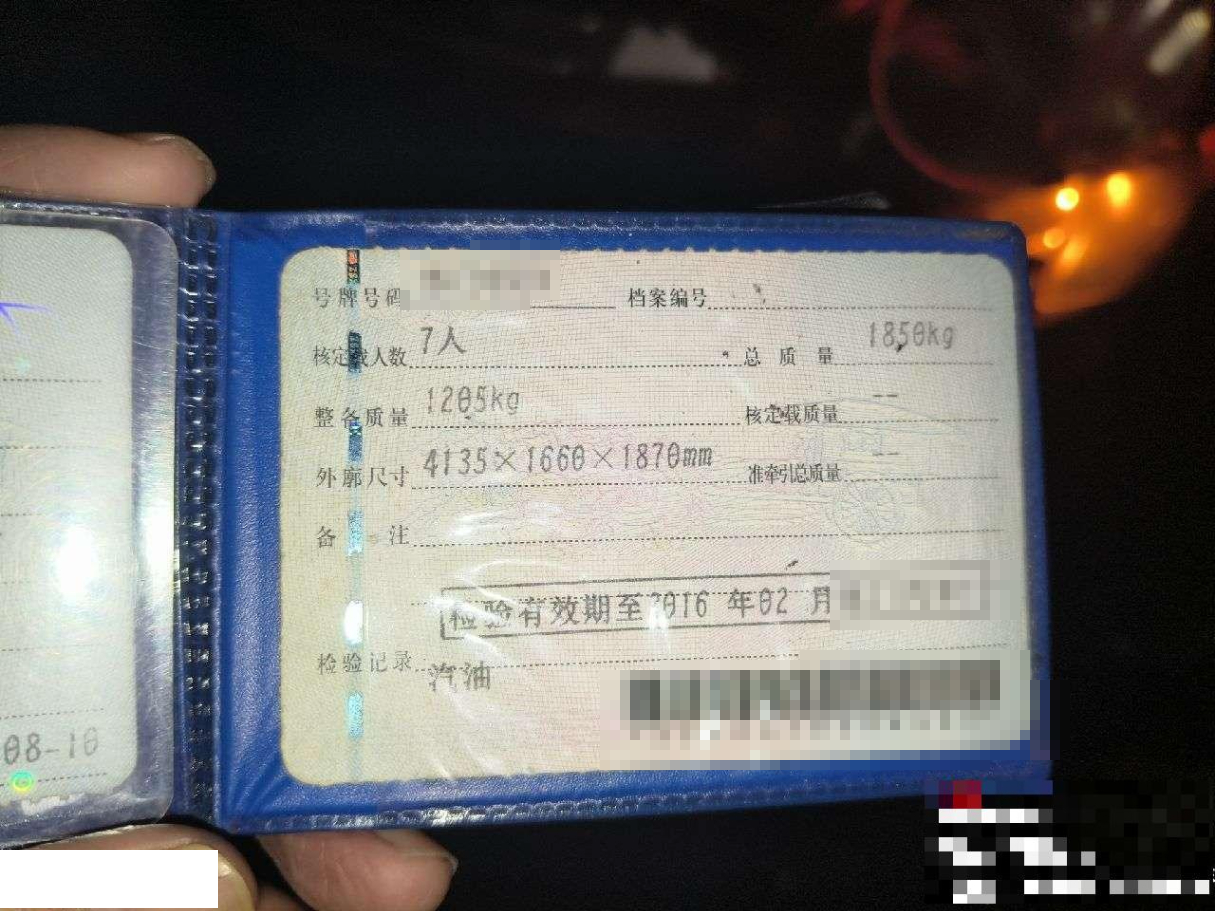 号牌号码 档案编号
核定载人数 7人 总质量 1850kg
整备质量 1205kg 核定载质量 --
外廓尺寸 4135×1660×1870mm 准牵引总质量 --
备注
检验有效期至2016年02月
检验记录
汽油
08-10